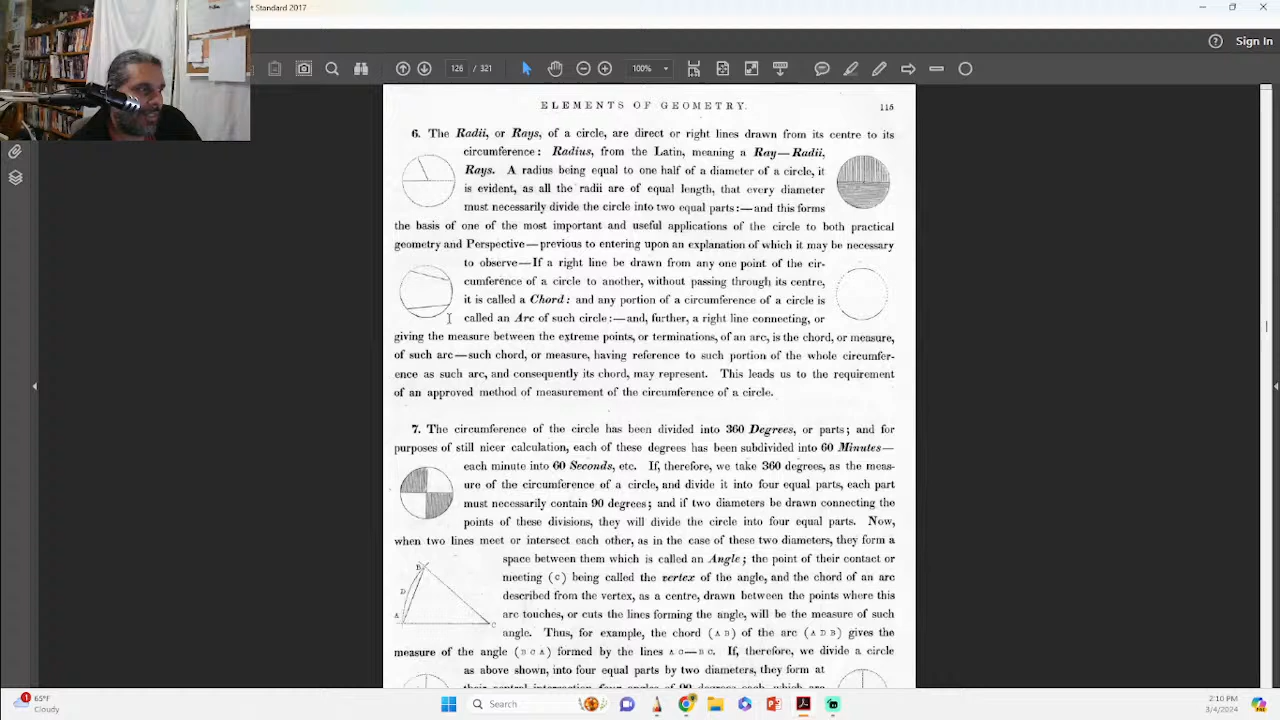 t Standard 2017
Sign In
126 / 321
100%
ELEMENTS OF GEOMETRY.
115
6. The Radii, or Rays, of a circle, are direct or right lines drawn from its centre to its
circumference: Radius, from the Latin, meaning a Ray—Radii,
Rays. A radius being equal to one half of a diameter of a circle, it
is evident, as all the radii are of equal length, that every diameter
must necessarily divide the circle into two equal parts:—and this forms
the basis of one of the most important and useful applications of the circle to both practical
geometry and Perspective—previous to entering upon an explanation of which it may be necessary
to observe—If a right line be drawn from any one point of the cir-
cumference of a circle to another, without passing through its centre,
it is called a Chord: and any portion of a circumference of a circle is
called an Arc of such circle:—and, further, a right line connecting, or
giving the measure between the extreme points, or terminations, of an arc, is the chord, or measure,
of such arc—such chord, or measure, having reference to such portion of the whole circumfer-
ence as such arc, and consequently its chord, may represent. This leads us to the requirement
of an approved method of measurement of the circumference of a circle.
7. The circumference of the circle has been divided into 360 Degrees, or parts; and for
purposes of still nicer calculation, each of these degrees has been subdivided into 60 Minutes—
each minute into 60 Seconds, etc. If, therefore, we take 360 degrees, as the meas-
ure of the circumference of a circle, and divide it into four equal parts, each part
must necessarily contain 90 degrees; and if two diameters be drawn connecting the
points of these divisions, they will divide the circle into four equal parts. Now,
when two lines meet or intersect each other, as in the case of these two diameters, they form a
space between them which is called an Angle; the point of their contact or
meeting (C) being called the vertex of the angle, and the chord of an arc
described from the vertex, as a centre, drawn between the points where this
arc touches, or cuts the lines forming the angle, will be the measure of such
angle. Thus, for example, the chord (A B) of the arc (A D B) gives the
measure of the angle (B C A) formed by the lines A C—B C. If, therefore, we divide a circle
as above shown, into four equal parts by two diameters, they form at
their central intersection four angles of 90 degrees each, which are
B
D
A
C
1
65°F
Cloudy
Search
2:10 PM
3/4/2024